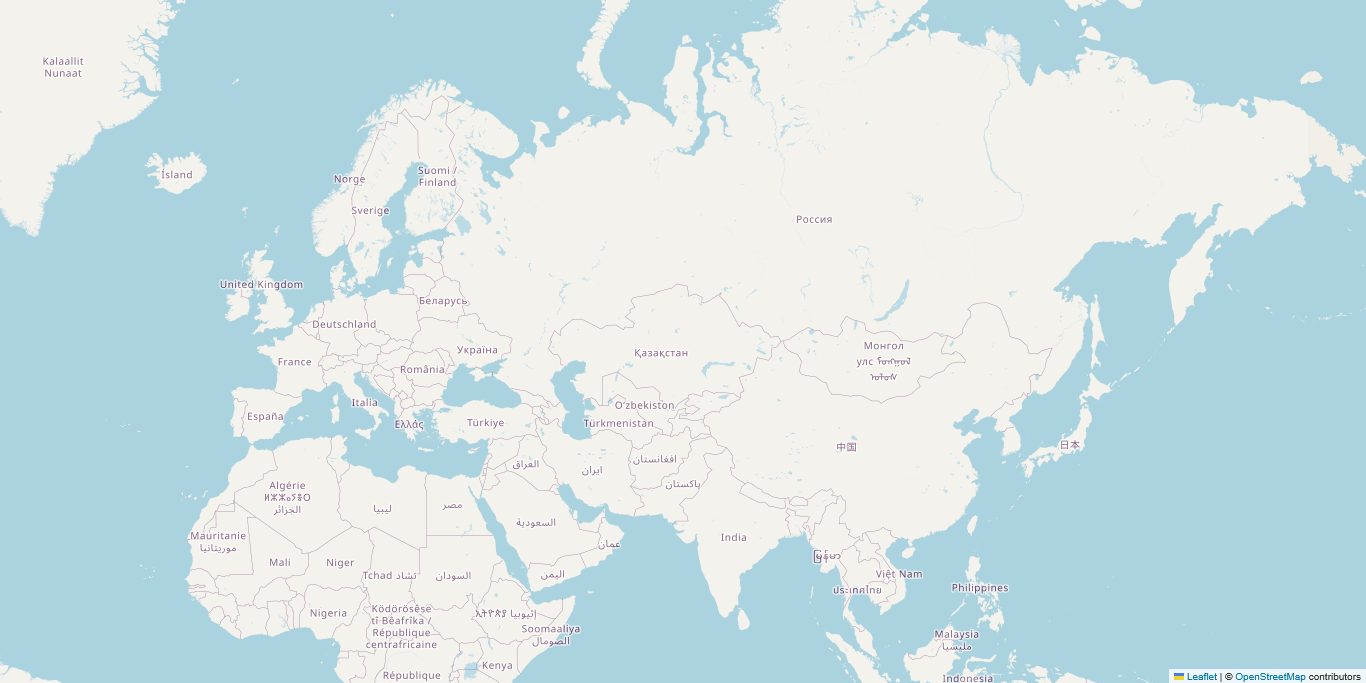 Kalaallit
Nunaat
Ísland
Norge
Suomi /
Finland
Sverige
Россия
United Kingdom
Беларусь
Deutschland
Україна
France
România
Қазақстан
Монгол
улс
Italia
España
Ελλάς
Türkiye
Oʻzbekiston
Türkmenistan
中国
日本
العراق
ایران
افغانستان
پاکستان
Algérie
ⵍⵣⵣⴰⵢⴻⵔ
الجزائر
ليبيا
مصر
السعودية
عمان
India
Mauritanie
موريتانيا
Mali
Niger
Tchad تشاد
السودان
اليمن
မြန်မာ
Việt Nam
ประเทศไทย
Philippines
Nigeria
Ködörösêse
tî Bêafrîka /
République
centrafricaine
ኢትዮጵያ إثيوبيا
Soomaaliya
الصومال
Kenya
République
Malaysia
مليسيا
Indonesia
Leaflet | © OpenStreetMap contributors